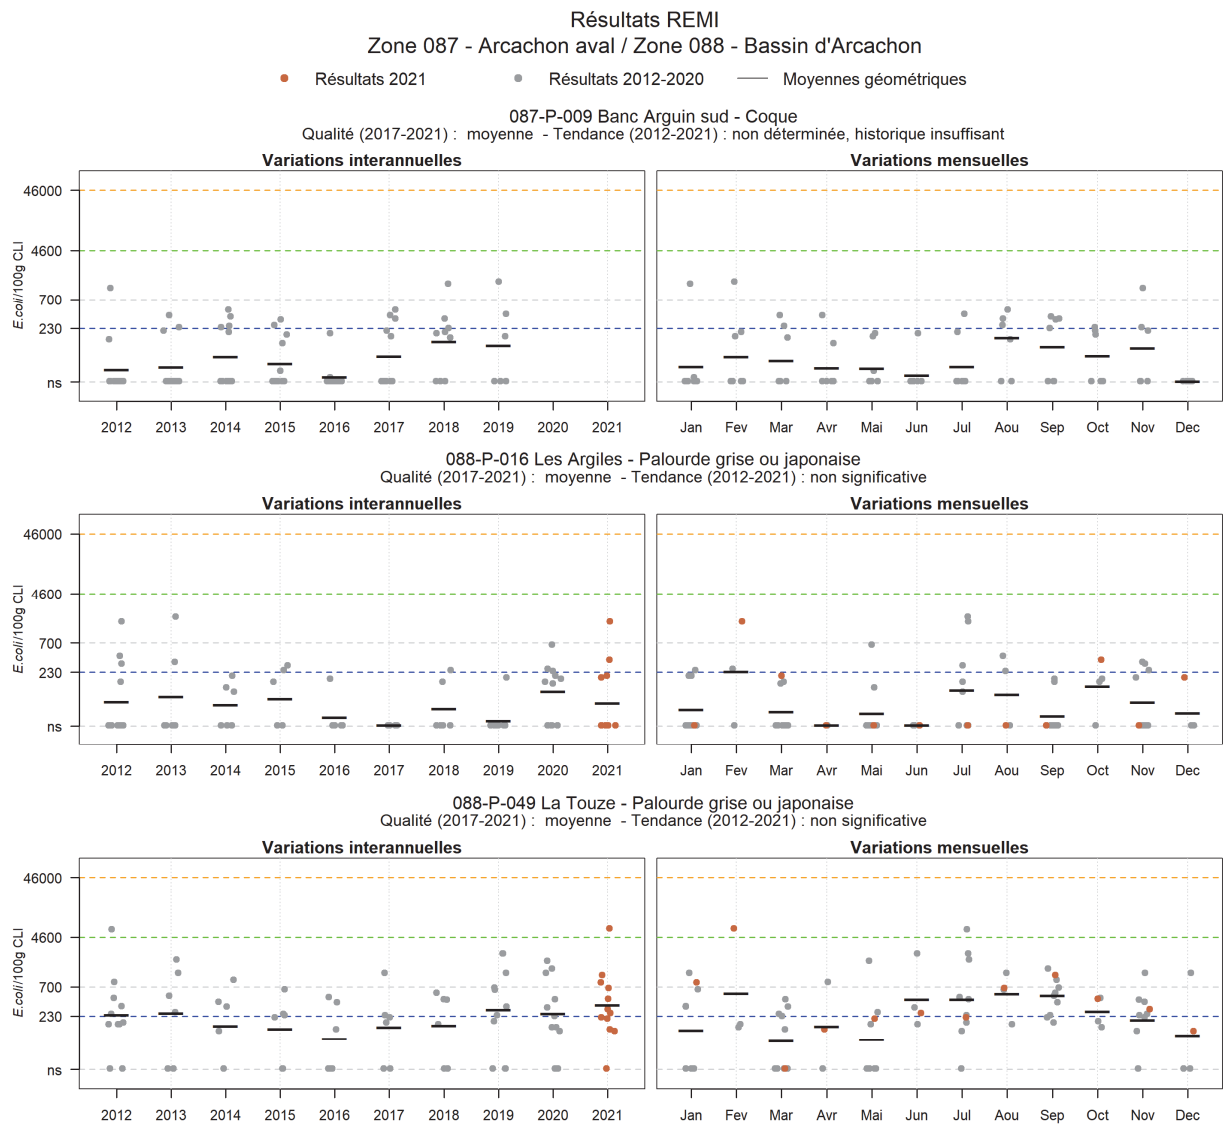 Résultats REMI
Zone 087 - Arcachon aval / Zone 088 - Bassin d'Arcachon
Résultats 2021 Résultats 2012-2020 Moyennes géométriques
087-P-009 Banc Arguin sud - Coque
Qualité (2017-2021) : moyenne - Tendance (2012-2021) : non déterminée, historique insuffisant
Variations interannuelles Variations mensuelles
46000
4600
700
230
ns
E.coli/100g CLI
2012 2013 2014 2015 2016 2017 2018 2019 2020 2021 Jan Fev Mar Avr Mai Jun Jul Aou Sep Oct Nov Dec
088-P-016 Les Argiles - Palourde grise ou japonaise
Qualité (2017-2021) : moyenne - Tendance (2012-2021) : non significative
Variations interannuelles Variations mensuelles
46000
4600
700
230
ns
E.coli/100g CLI
2012 2013 2014 2015 2016 2017 2018 2019 2020 2021 Jan Fev Mar Avr Mai Jun Jul Aou Sep Oct Nov Dec
088-P-049 La Touze - Palourde grise ou japonaise
Qualité (2017-2021) : moyenne - Tendance (2012-2021) : non significative
Variations interannuelles Variations mensuelles
46000
4600
700
230
ns
E.coli/100g CLI
2012 2013 2014 2015 2016 2017 2018 2019 2020 2021 Jan Fev Mar Avr Mai Jun Jul Aou Sep Oct Nov Dec